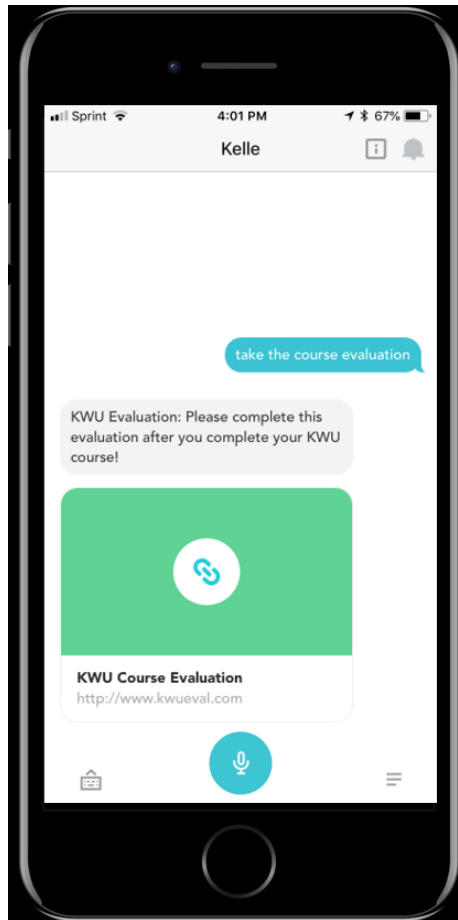 Sprint 4:01 PM 67%
Kelle
take the course evaluation
KWU Evaluation: Please complete this
evaluation after you complete your KWU
course!
KWU Course Evaluation
http://www.kwueval.com